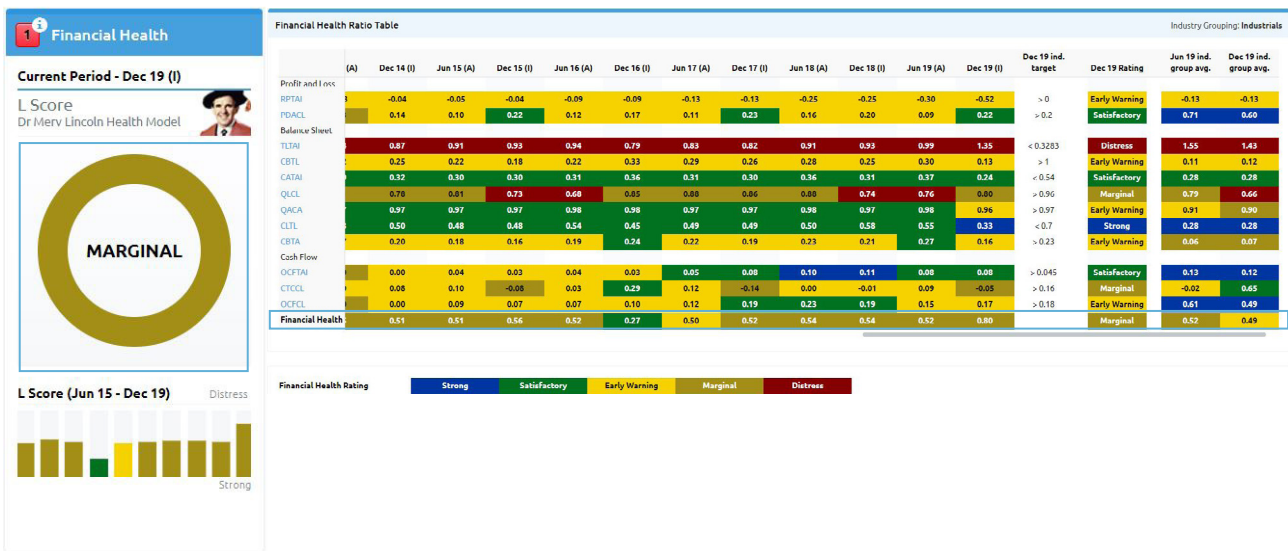 1 i Financial Health
Current Period - Dec 19 (I)
L Score
Dr Merv Lincoln Health Model
MARGINAL
L Score (Jun 15 - Dec 19) Distress
Strong
Financial Health Ratio Table Industry Grouping: Industrials
(A) Dec 14 (I) Jun 15 (A) Dec 15 (I) Jun 16 (A) Dec 16 (I) Jun 17 (A) Dec 17 (I) Jun 18 (A) Dec 18 (I) Jun 19 (A) Dec 19 (I) Dec 19 ind. target Dec 19 Rating Jun 19 ind. group avg. Dec 19 ind. group avg.
Profit and Loss
RPTAI -0.04 -0.05 -0.04 -0.09 -0.09 -0.13 -0.13 -0.25 -0.25 -0.30 -0.52 > 0 Early Warning -0.13 -0.13
PDACL 0.14 0.10 0.22 0.12 0.17 0.11 0.23 0.16 0.20 0.09 0.22 > 0.2 Satisfactory 0.71 0.60
Balance Sheet
TLTAI 0.87 0.91 0.93 0.94 0.79 0.83 0.82 0.91 0.93 0.99 1.35 < 0.3283 Distress 1.55 1.43
CBTL 0.25 0.22 0.18 0.22 0.33 0.29 0.26 0.28 0.25 0.30 0.13 > 1 Early Warning 0.11 0.12
CATAI 0.32 0.30 0.30 0.31 0.36 0.31 0.30 0.36 0.31 0.37 0.24 < 0.54 Satisfactory 0.28 0.28
QLCL 0.78 0.81 0.73 0.68 0.85 0.88 0.86 0.88 0.74 0.76 0.80 > 0.96 Marginal 0.79 0.66
QACA 0.97 0.97 0.97 0.98 0.98 0.97 0.97 0.98 0.97 0.98 0.96 > 0.97 Early Warning 0.91 0.90
CLTL 0.50 0.48 0.48 0.54 0.45 0.49 0.49 0.50 0.58 0.55 0.33 < 0.7 Strong 0.28 0.28
CBTA 0.20 0.18 0.16 0.19 0.24 0.22 0.19 0.23 0.21 0.27 0.16 > 0.23 Early Warning 0.06 0.07
Cash Flow
OCFTAI 0.00 0.04 0.03 0.04 0.03 0.05 0.08 0.10 0.11 0.08 0.08 > 0.045 Satisfactory 0.13 0.12
CTCCL 0.08 0.10 -0.08 0.03 0.29 0.12 -0.14 0.00 -0.01 0.09 -0.05 > 0.16 Marginal -0.02 0.65
OCFCL 0.00 0.09 0.07 0.07 0.10 0.12 0.19 0.23 0.19 0.15 0.17 > 0.18 Early Warning 0.61 0.49
Financial Health 0.51 0.51 0.56 0.52 0.27 0.50 0.52 0.54 0.54 0.52 0.80 Marginal 0.52 0.49
Financial Health Rating Strong Satisfactory Early Warning Marginal Distress